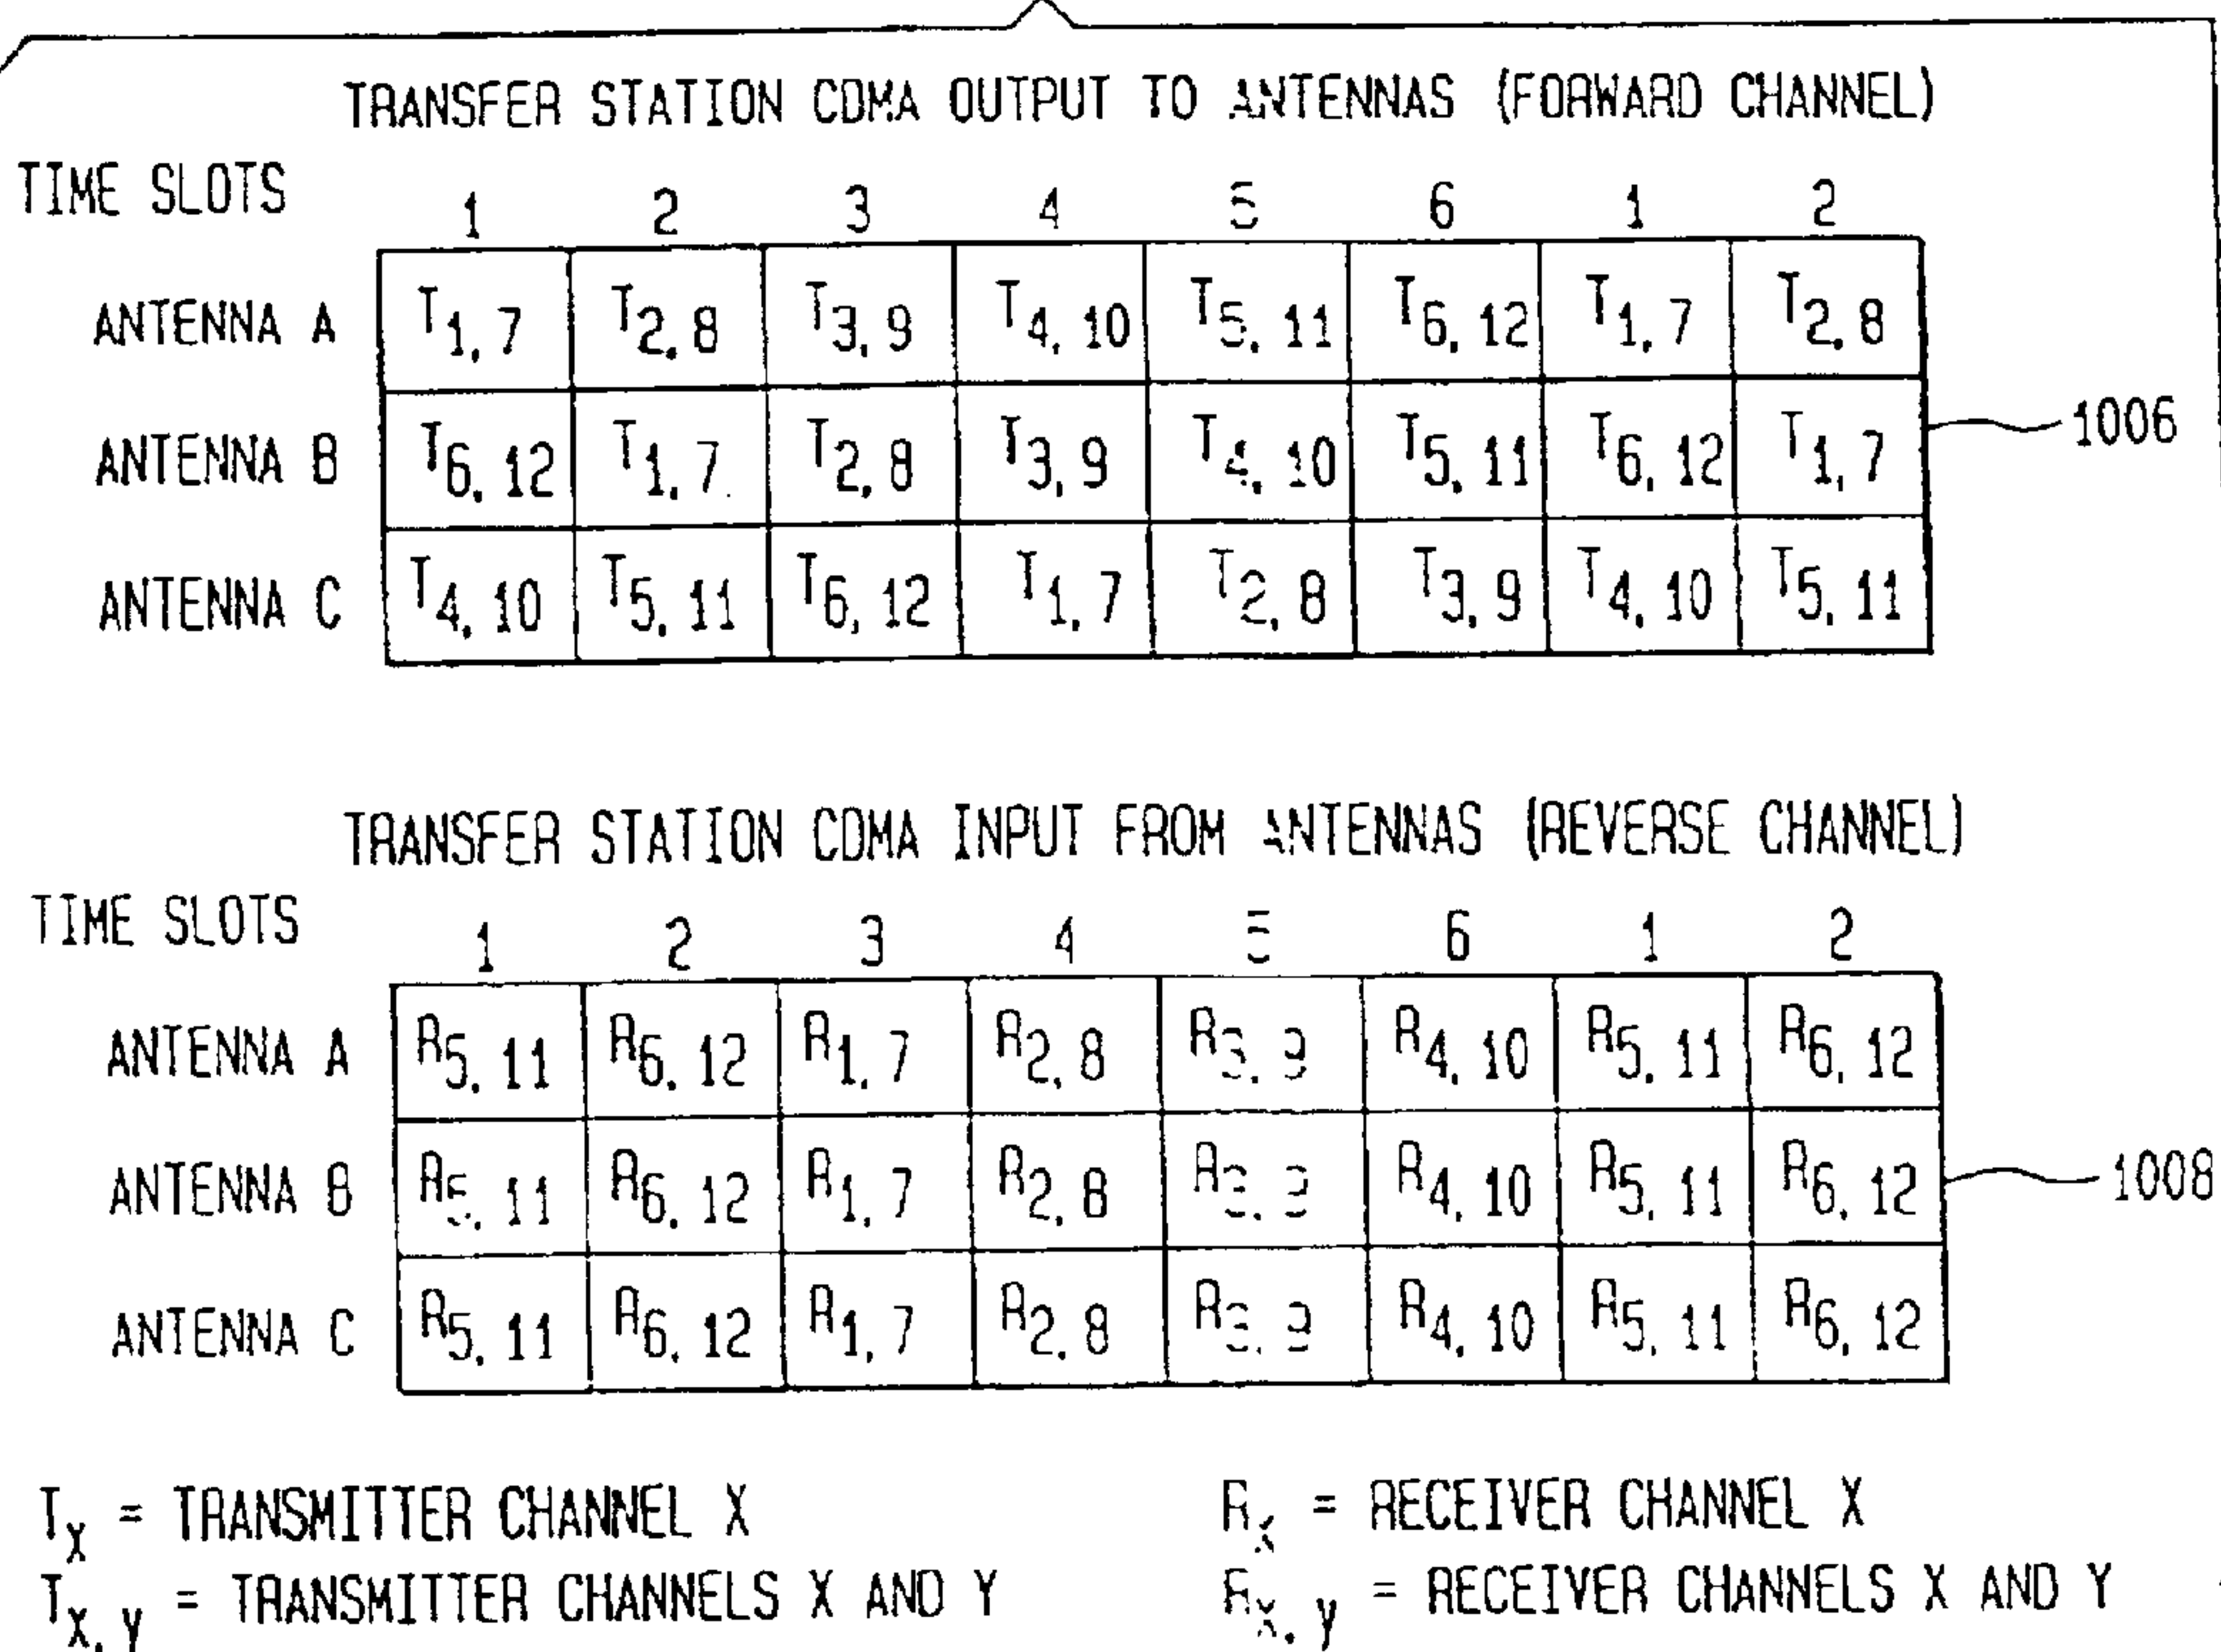 TRANSFER STATION CDMA OUTPUT TO ANTENNAS (FORWARD CHANNEL)
TIME SLOTS 1 2 3 4 5 6 1 2
ANTENNA A T1,7 T2,8 T3,9 T4,10 T5,11 T6,12 T1,7 T2,8
ANTENNA B T6,12 T1,7 T2,8 T3,9 T4,10 T5,11 T6,12 T1,7
1006
ANTENNA C T4,10 T5,11 T6,12 T1,7 T2,8 T3,9 T4,10 T5,11
TRANSFER STATION CDMA INPUT FROM ANTENNAS (REVERSE CHANNEL)
TIME SLOTS 1 2 3 4 5 6 1 2
ANTENNA A R5,11 R6,12 R1,7 R2,8 R3,9 R4,10 R5,11 R6,12
ANTENNA B R5,11 R6,12 R1,7 R2,8 R3,9 R4,10 R5,11 R6,12
1008
ANTENNA C R5,11 R6,12 R1,7 R2,8 R3,9 R4,10 R5,11 R6,12
Tx = TRANSMITTER CHANNEL X
Rx = RECEIVER CHANNEL X
Tx,y = TRANSMITTER CHANNELS X AND Y
Rx,y = RECEIVER CHANNELS X AND Y